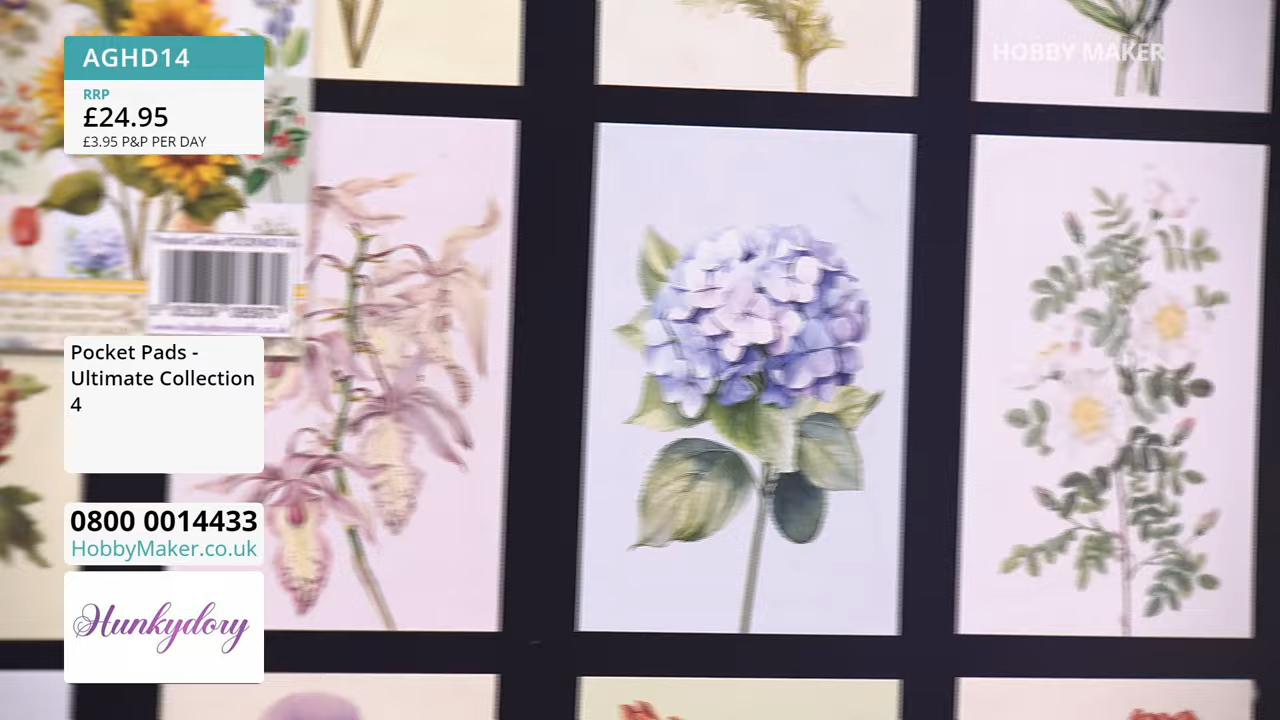 AGHD14
RRP
£24.95
£3.95 P&P PER DAY
Pocket Pads -
Ultimate Collection
4
0800 0014433
HobbyMaker.co.uk
Hunkydory
HOBBY MAKER